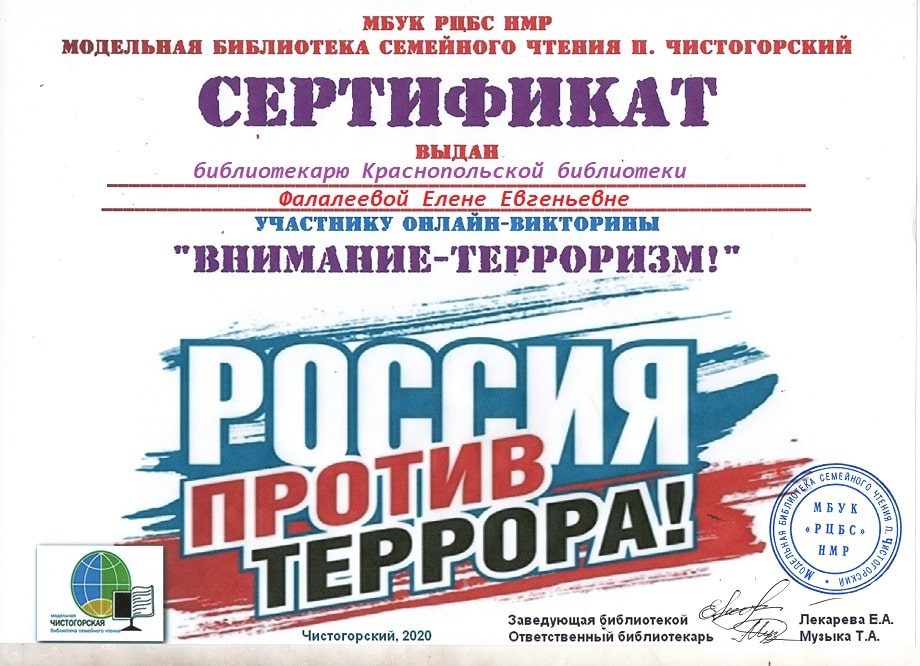 МБУК РЦБС НМР
МОДЕЛЬНАЯ БИБЛИОТЕКА СЕМЕЙНОГО ЧТЕНИЯ П. ЧИСТОГОРСКИЙ
СЕРТИФИКАТ
ВЫДАН
библиотекарю Краснопольской библиотеки
Фалалеевой Елене Евгеньевне
УЧАСТНИКУ ОНЛАЙН-ВИКТОРИНЫ
"ВНИМАНИЕ-ТЕРРОРИЗМ!"
РОССИЯ
ПРОТИВ
ТЕРРОРА!
МОДЕЛЬНАЯ БИБЛИОТЕКА СЕМЕЙНОГО ЧТЕНИЯ П. ЧИСТОГОРСКИЙ
МБУК
«РЦБС»
НМР
модельная
ЧИСТОГОРСКАЯ
библиотека семейного чтения
Чистогорский, 2020
Заведующая библиотекой Лекарева Е.А.
Ответственный библиотекарь Музыка Т.А.